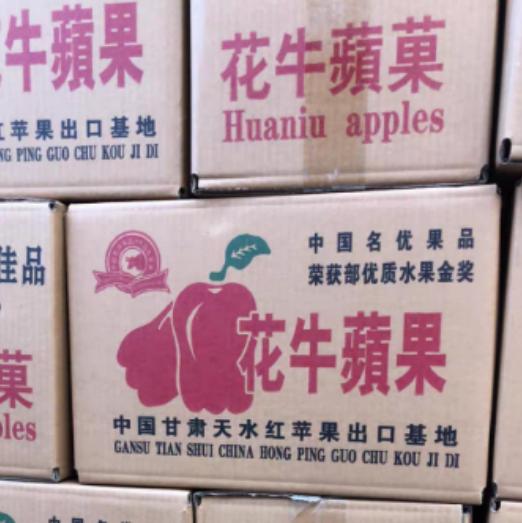 牛蘋果
苹果出口基地
NG PING GUO CHU KOU JI DI
花牛蘋菓
Huaniu apples
佳品
菓
ples
中国名优果品
荣获部优质水果金奖
花牛蘋果
中国甘肃天水红苹果出口基地
GANSU TIAN SHUI CHINA HONG PING GUO CHU KOU JI DI